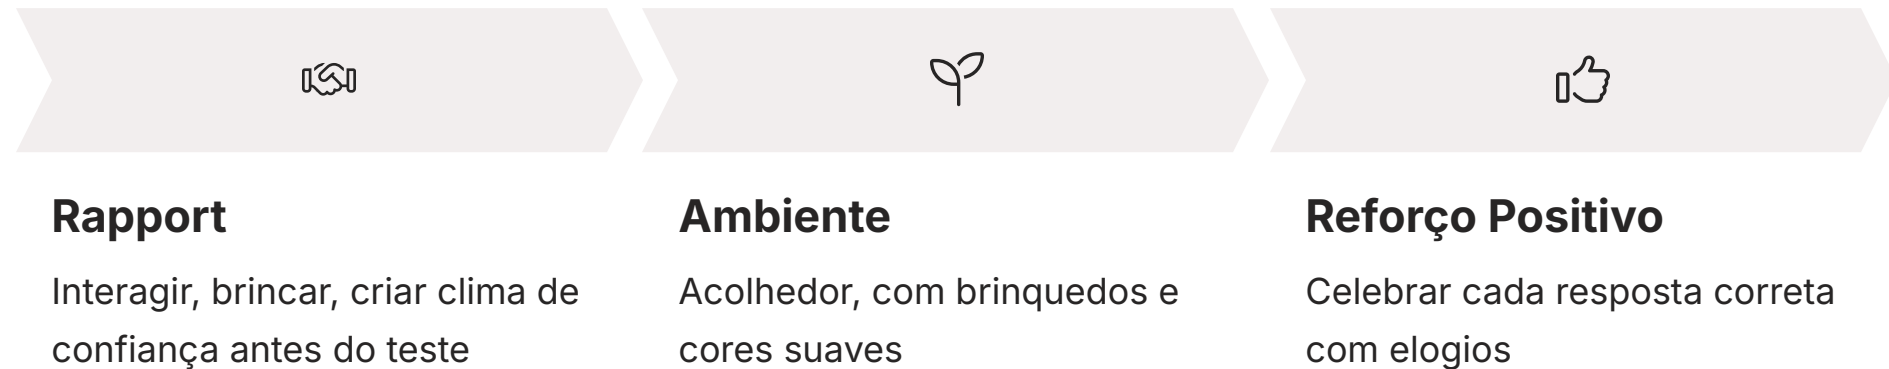 Rapport
Interagir, brincar, criar clima de
confiança antes do teste
Ambiente
Acolhedor, com brinquedos e
cores suaves
Reforço Positivo
Celebrar cada resposta correta
com elogios